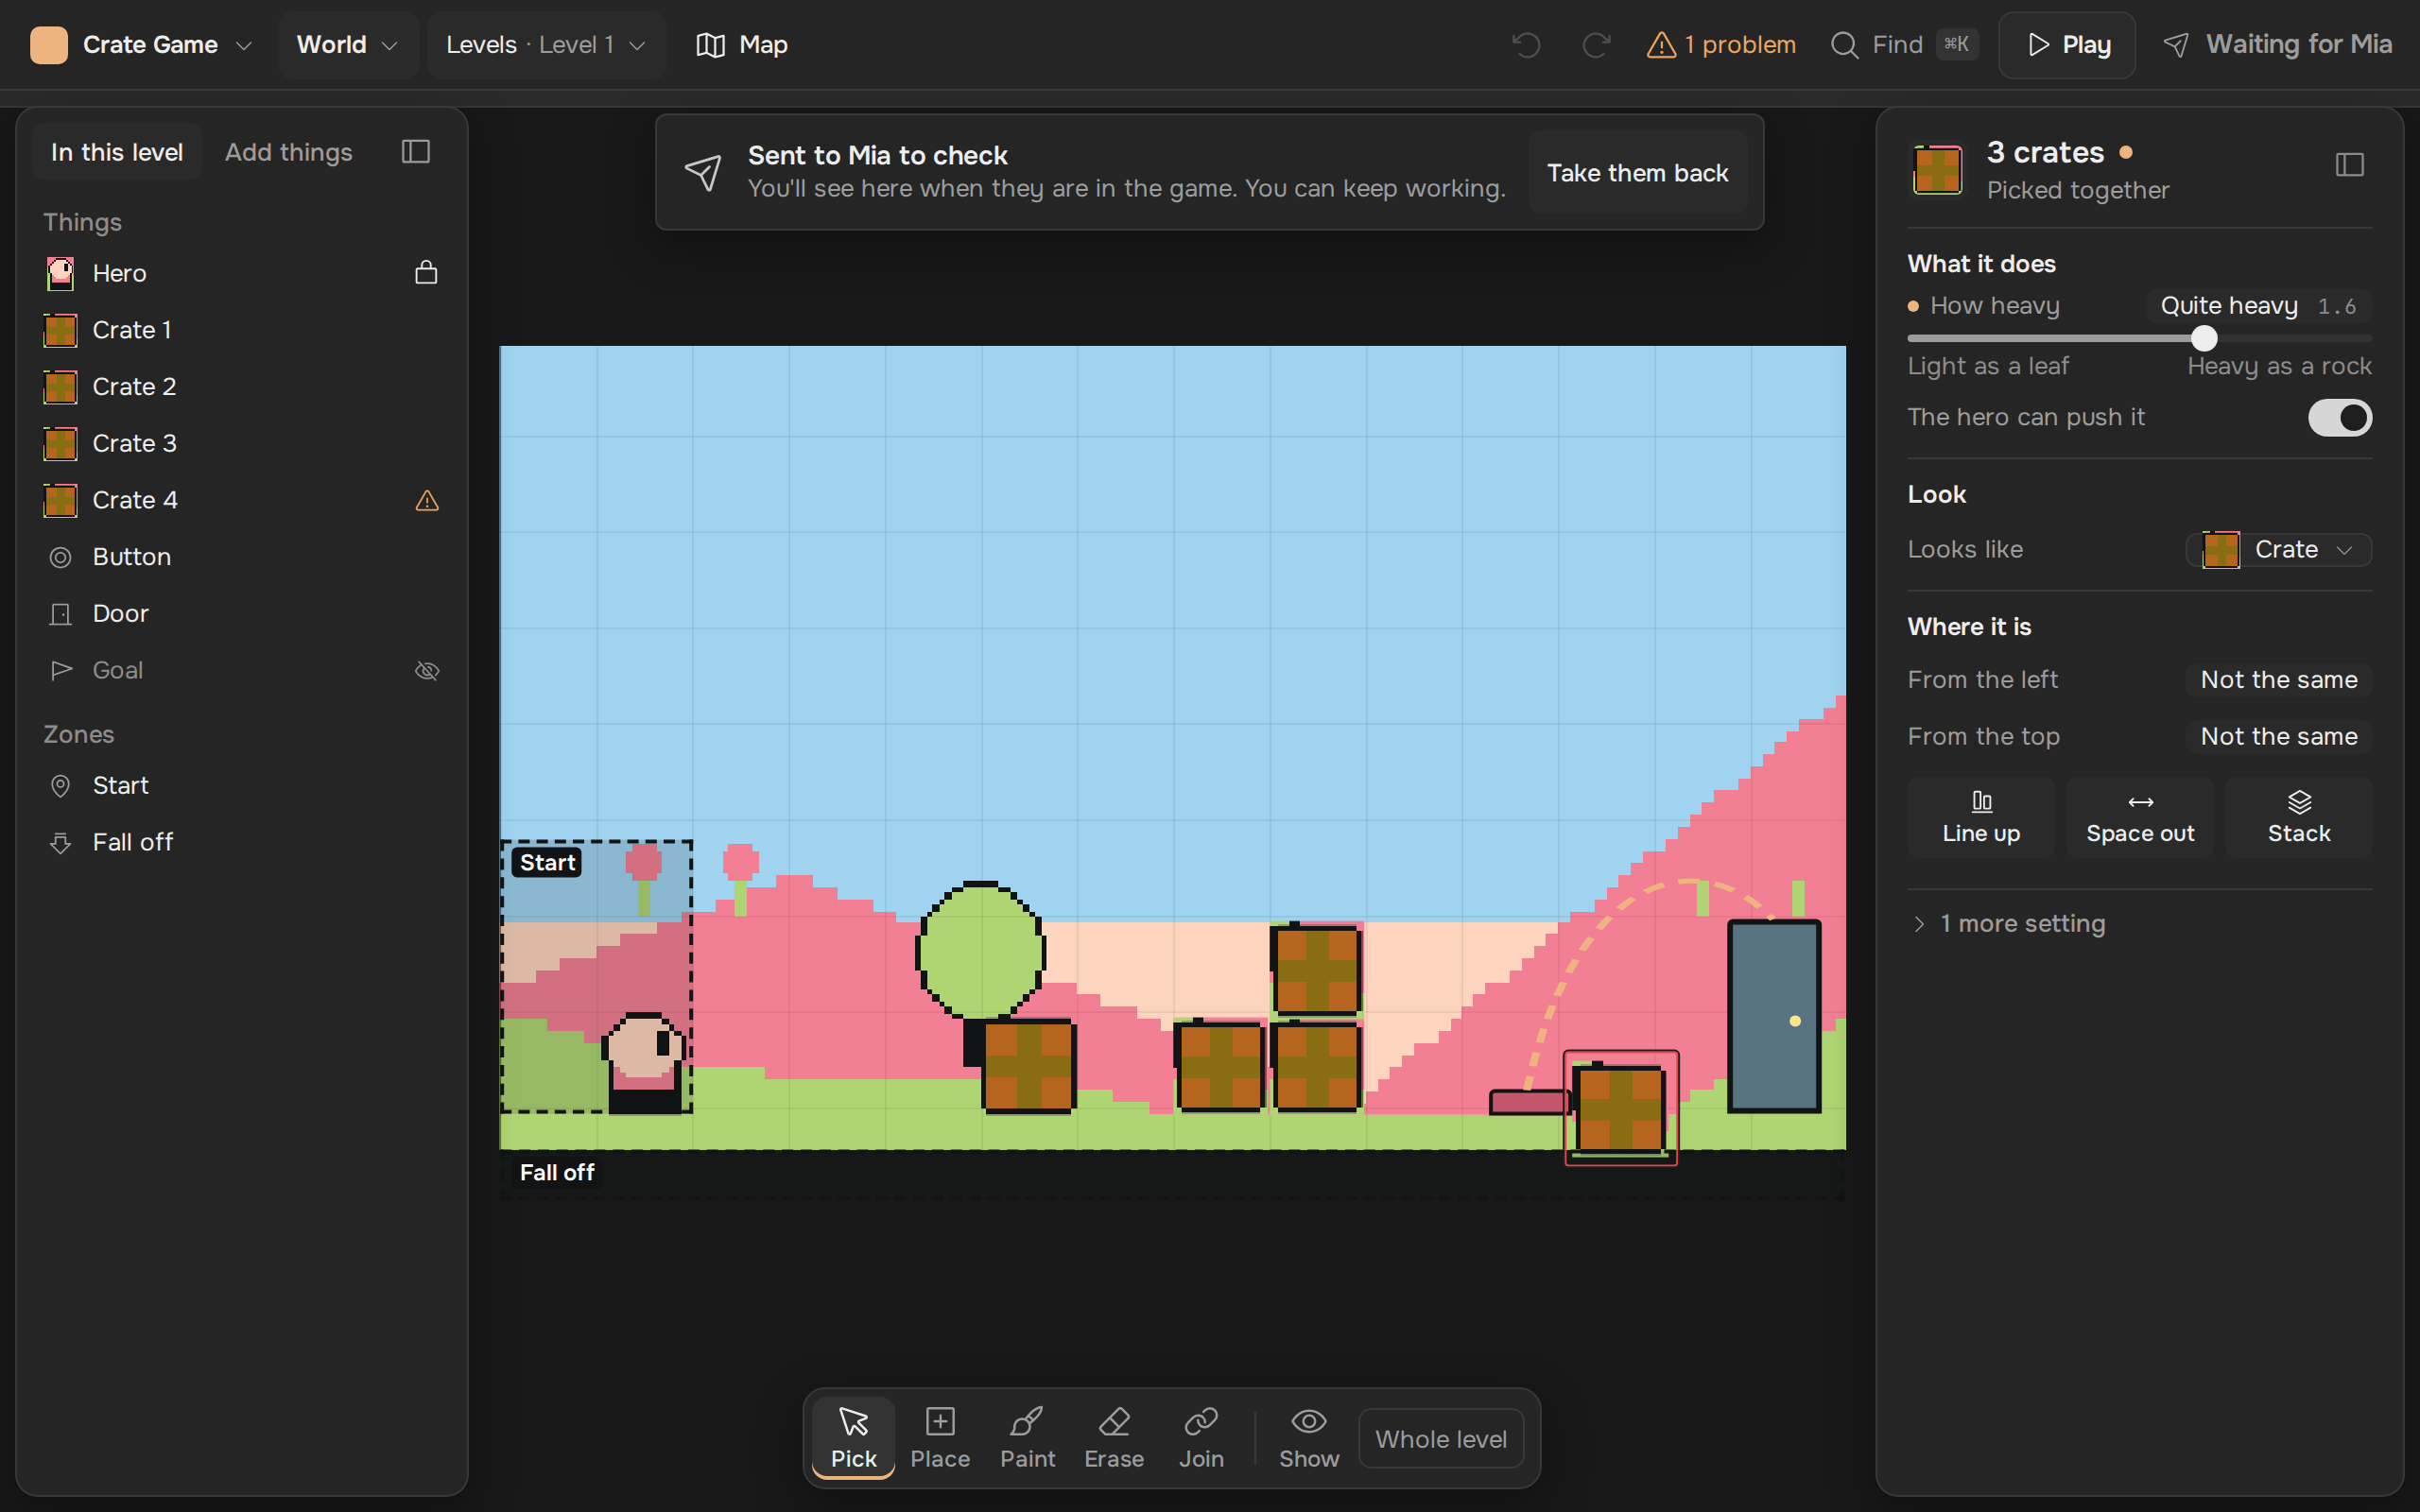 Crate Game
World
Levels · Level 1
Map
1 problem
Find ⌘K
Play
Waiting for Mia
In this level
Add things
Things
Hero
Crate 1
Crate 2
Crate 3
Crate 4
Button
Door
Goal
Zones
Start
Fall off
Sent to Mia to check
You'll see here when they are in the game. You can keep working.
Take them back
Start
Fall off
Pick
Place
Paint
Erase
Join
Show
Whole level
3 crates
Picked together
What it does
How heavy
Quite heavy 1.6
Light as a leaf
Heavy as a rock
The hero can push it
Look
Looks like
Crate
Where it is
From the left
Not the same
From the top
Not the same
Line up
Space out
Stack
1 more setting